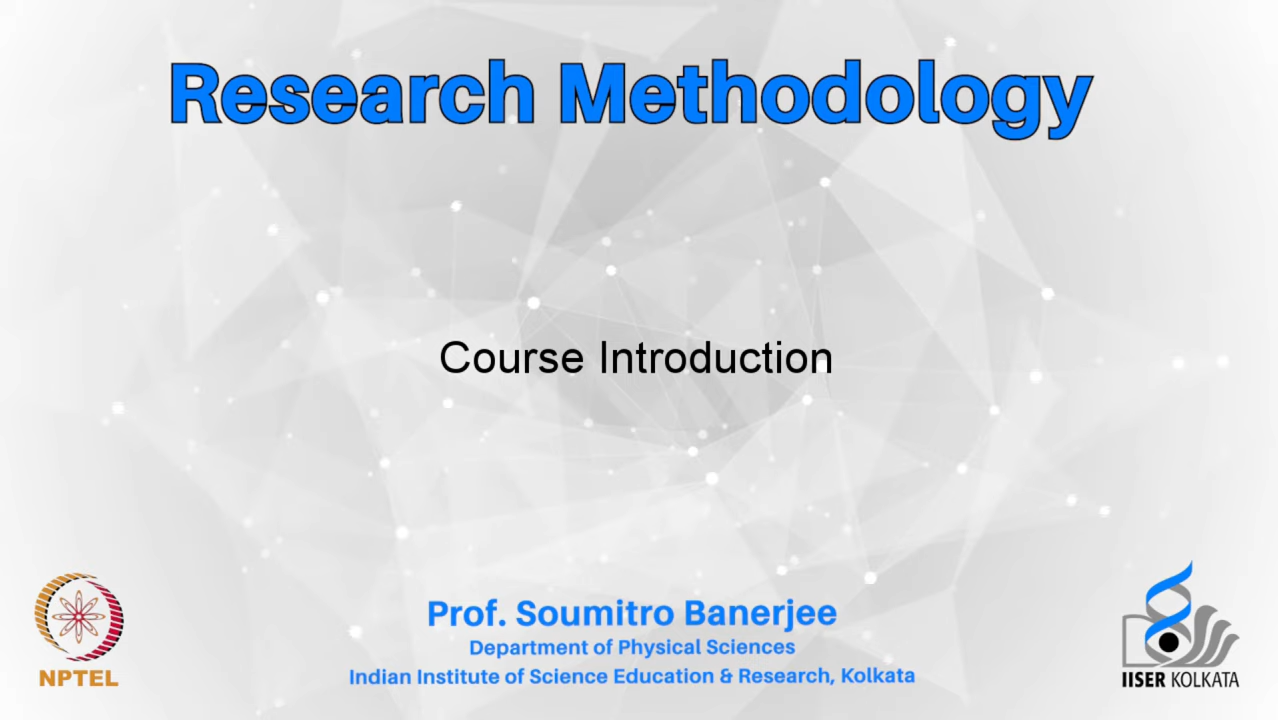 Research Methodology
Course Introduction
Prof. Soumitro Banerjee
Department of Physical Sciences
Indian Institute of Science Education & Research, Kolkata
NPTEL
IISER KOLKATA